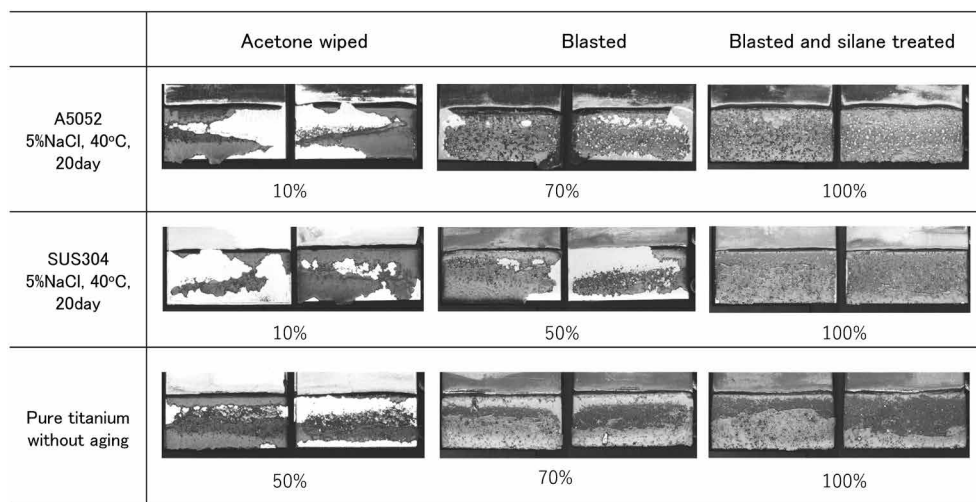 Acetone wiped
Blasted
Blasted and silane treated
A5052
5%NaCl, 40°C,
20day
10%
70%
100%
SUS304
5%NaCl, 40°C,
20day
10%
50%
100%
Pure titanium
without aging
50%
70%
100%